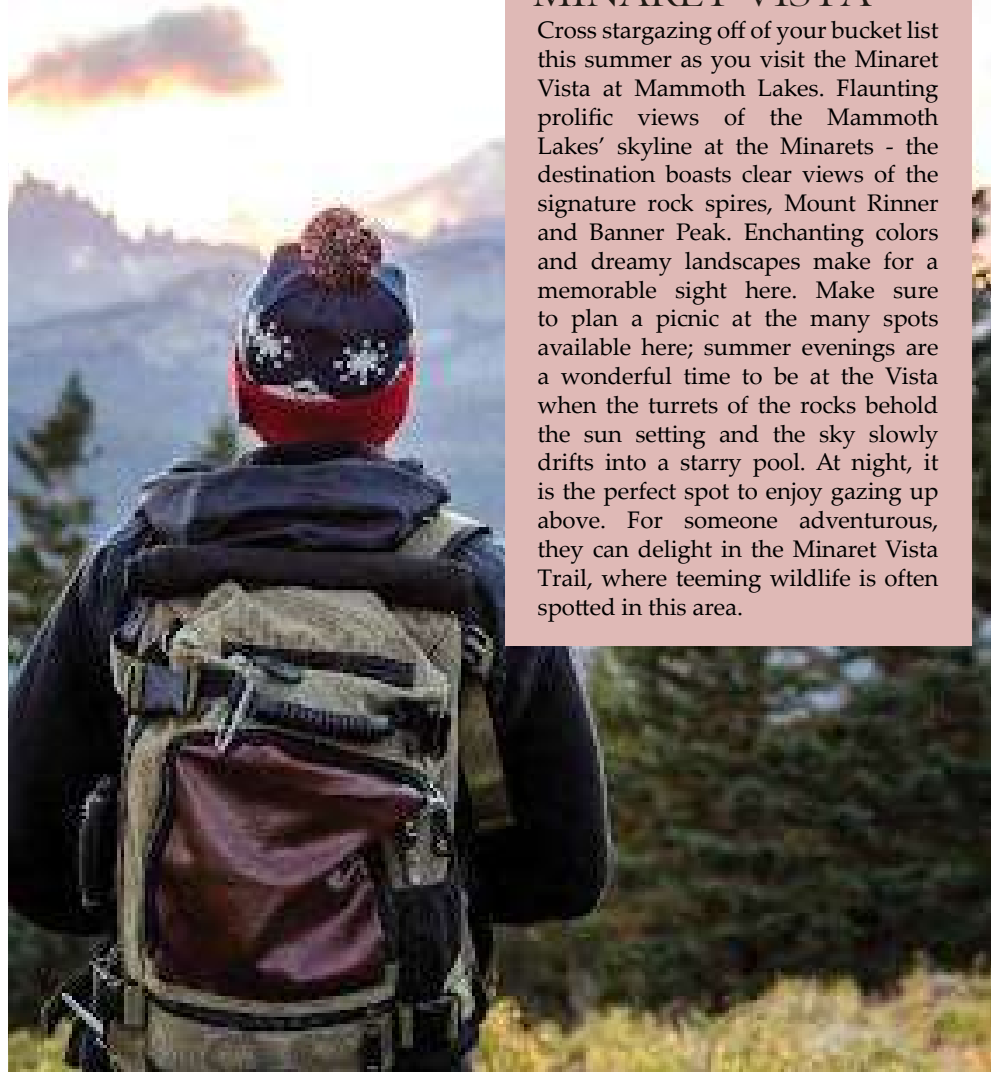 MINARET VISTA
Cross stargazing off of your bucket list
this summer as you visit the Minaret
Vista at Mammoth Lakes. Flaunting
prolific views of the Mammoth
Lakes’ skyline at the Minarets - the
destination boasts clear views of the
signature rock spires, Mount Rinner
and Banner Peak. Enchanting colors
and dreamy landscapes make for a
memorable sight here. Make sure
to plan a picnic at the many spots
available here; summer evenings are
a wonderful time to be at the Vista
when the turrets of the rocks behold
the sun setting and the sky slowly
drifts into a starry pool. At night, it
is the perfect spot to enjoy gazing up
above. For someone adventurous,
they can delight in the Minaret Vista
Trail, where teeming wildlife is often
spotted in this area.